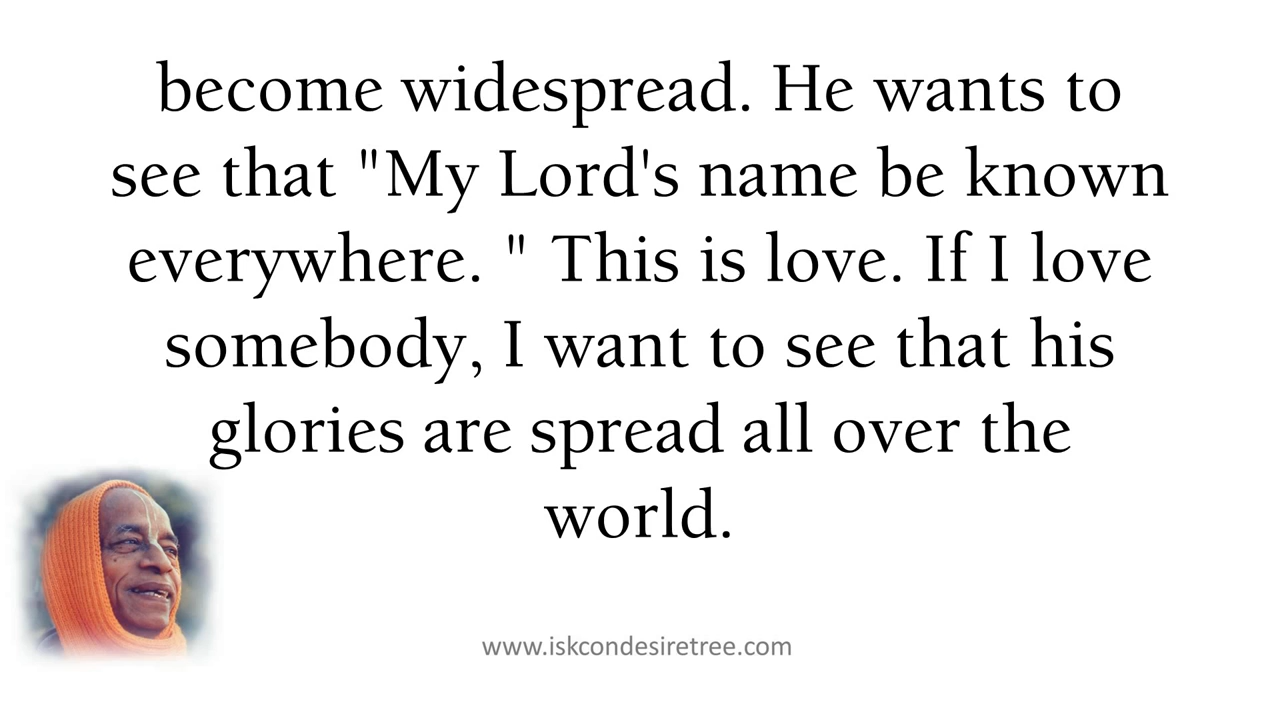 become widespread. He wants to
see that "My Lord's name be known
everywhere. " This is love. If I love
somebody, I want to see that his
glories are spread all over the
world.
www.iskcondesiretree.com